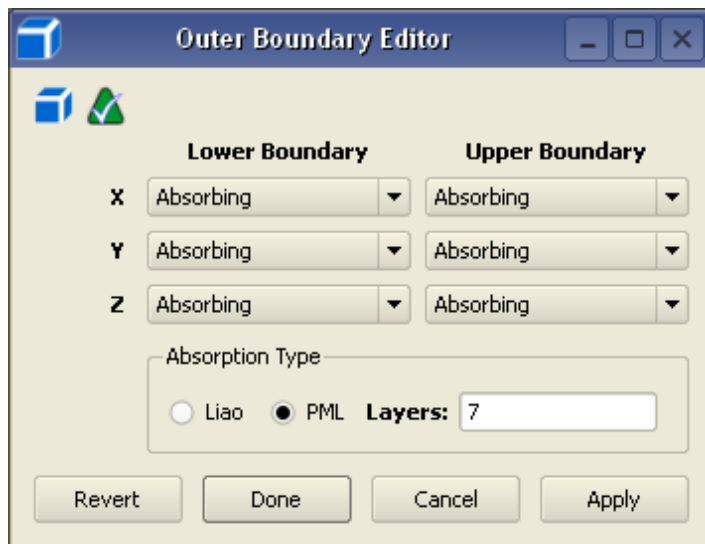 Outer Boundary Editor
Lower Boundary Upper Boundary
X Absorbing Absorbing
Y Absorbing Absorbing
Z Absorbing Absorbing
Absorption Type
Liao PML Layers: 7
Revert Done Cancel Apply